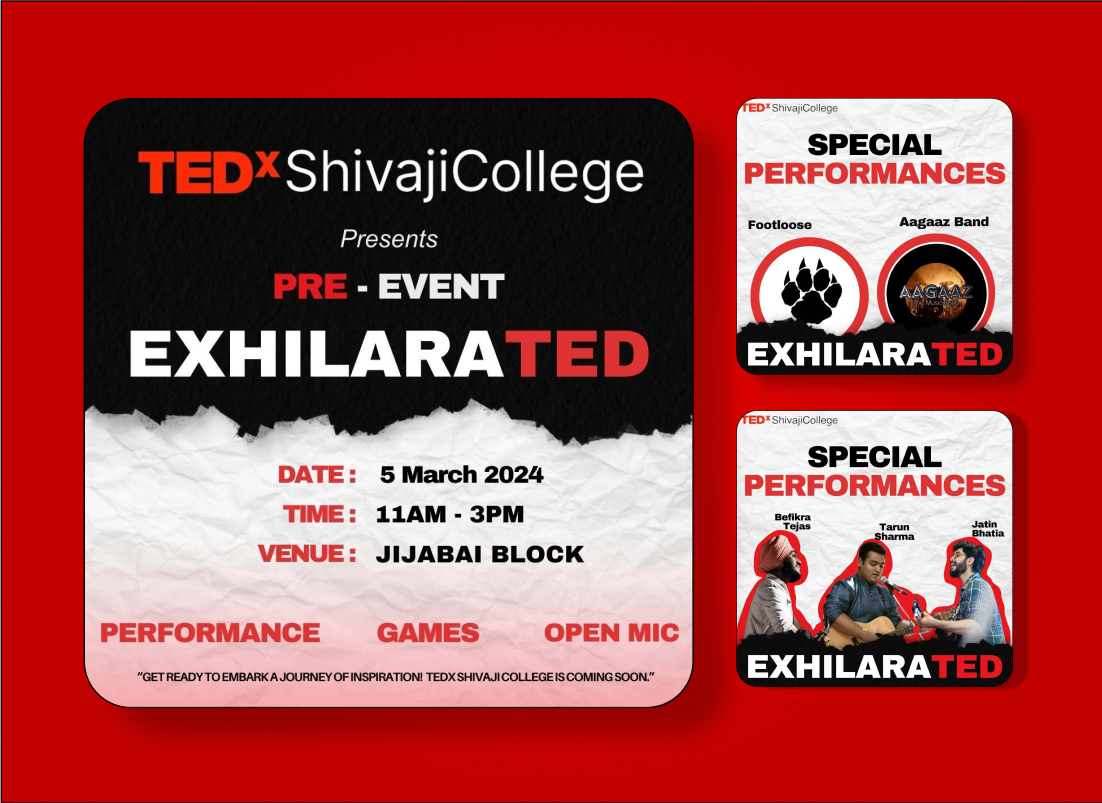 TEDxShivajiCollege
Presents
PRE - EVENT
EXHILARATED
DATE : 5 March 2024
TIME : 11AM - 3PM
VENUE : JIJABAI BLOCK
PERFORMANCE GAMES OPEN MIC
"GET READY TO EMBARK A JOURNEY OF INSPIRATION! TEDX SHIVAJI COLLEGE IS COMING SOON."
TEDxShivajiCollege
SPECIAL
PERFORMANCES
Footloose Aagaaz Band
AAGAAZ
EXHILARATED
TEDxShivajiCollege
SPECIAL
PERFORMANCES
Befikra
Tejas
Tarun
Sharma
Jatin
Bhatia
EXHILARATED